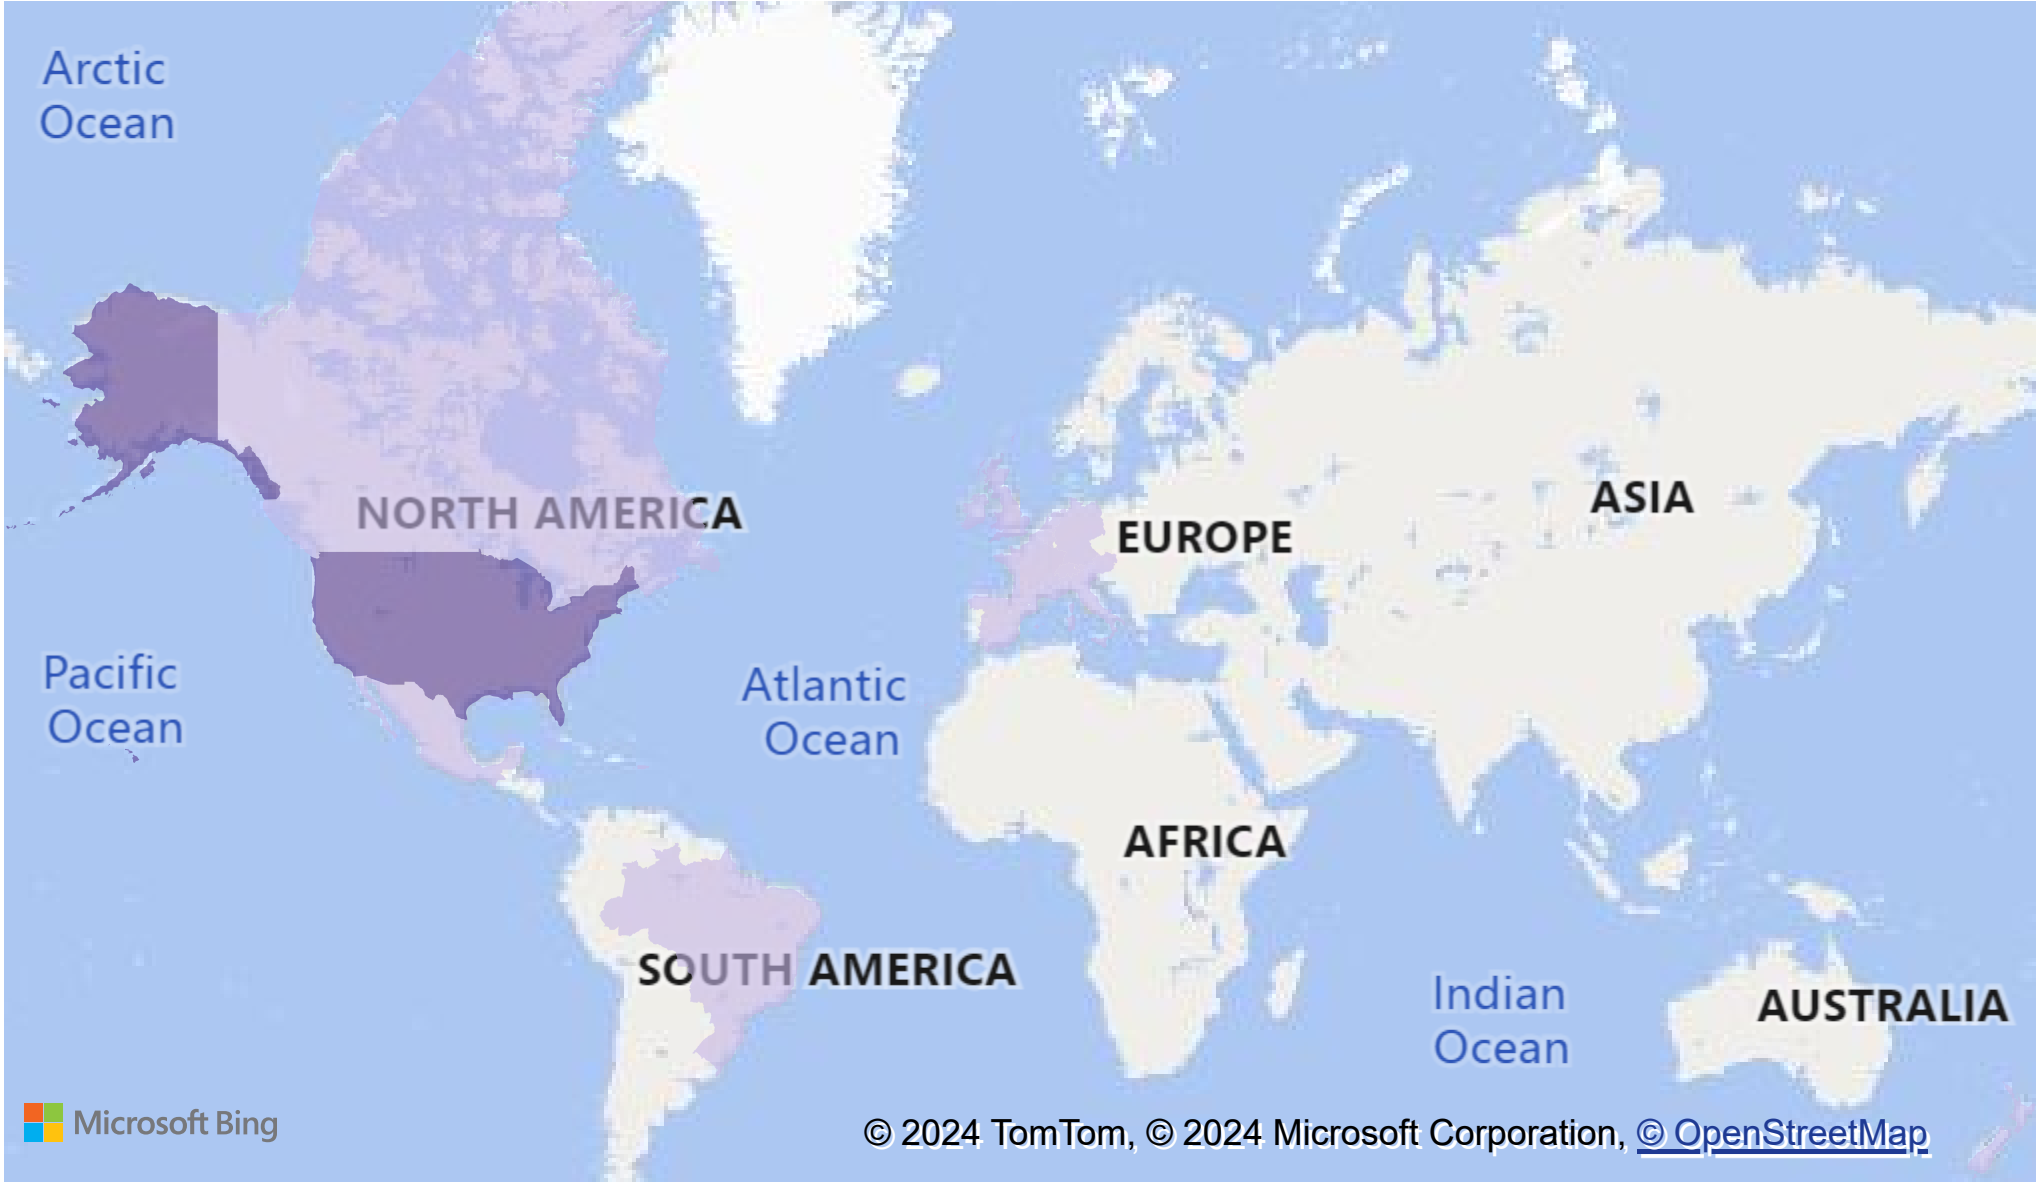 Arctic
Ocean
NORTH AMERICA
EUROPE
ASIA
Pacific
Ocean
Atlantic
Ocean
AFRICA
SOUTH AMERICA
Indian
Ocean
AUSTRALIA
Microsoft Bing
© 2024 TomTom, © 2024 Microsoft Corporation, © OpenStreetMap